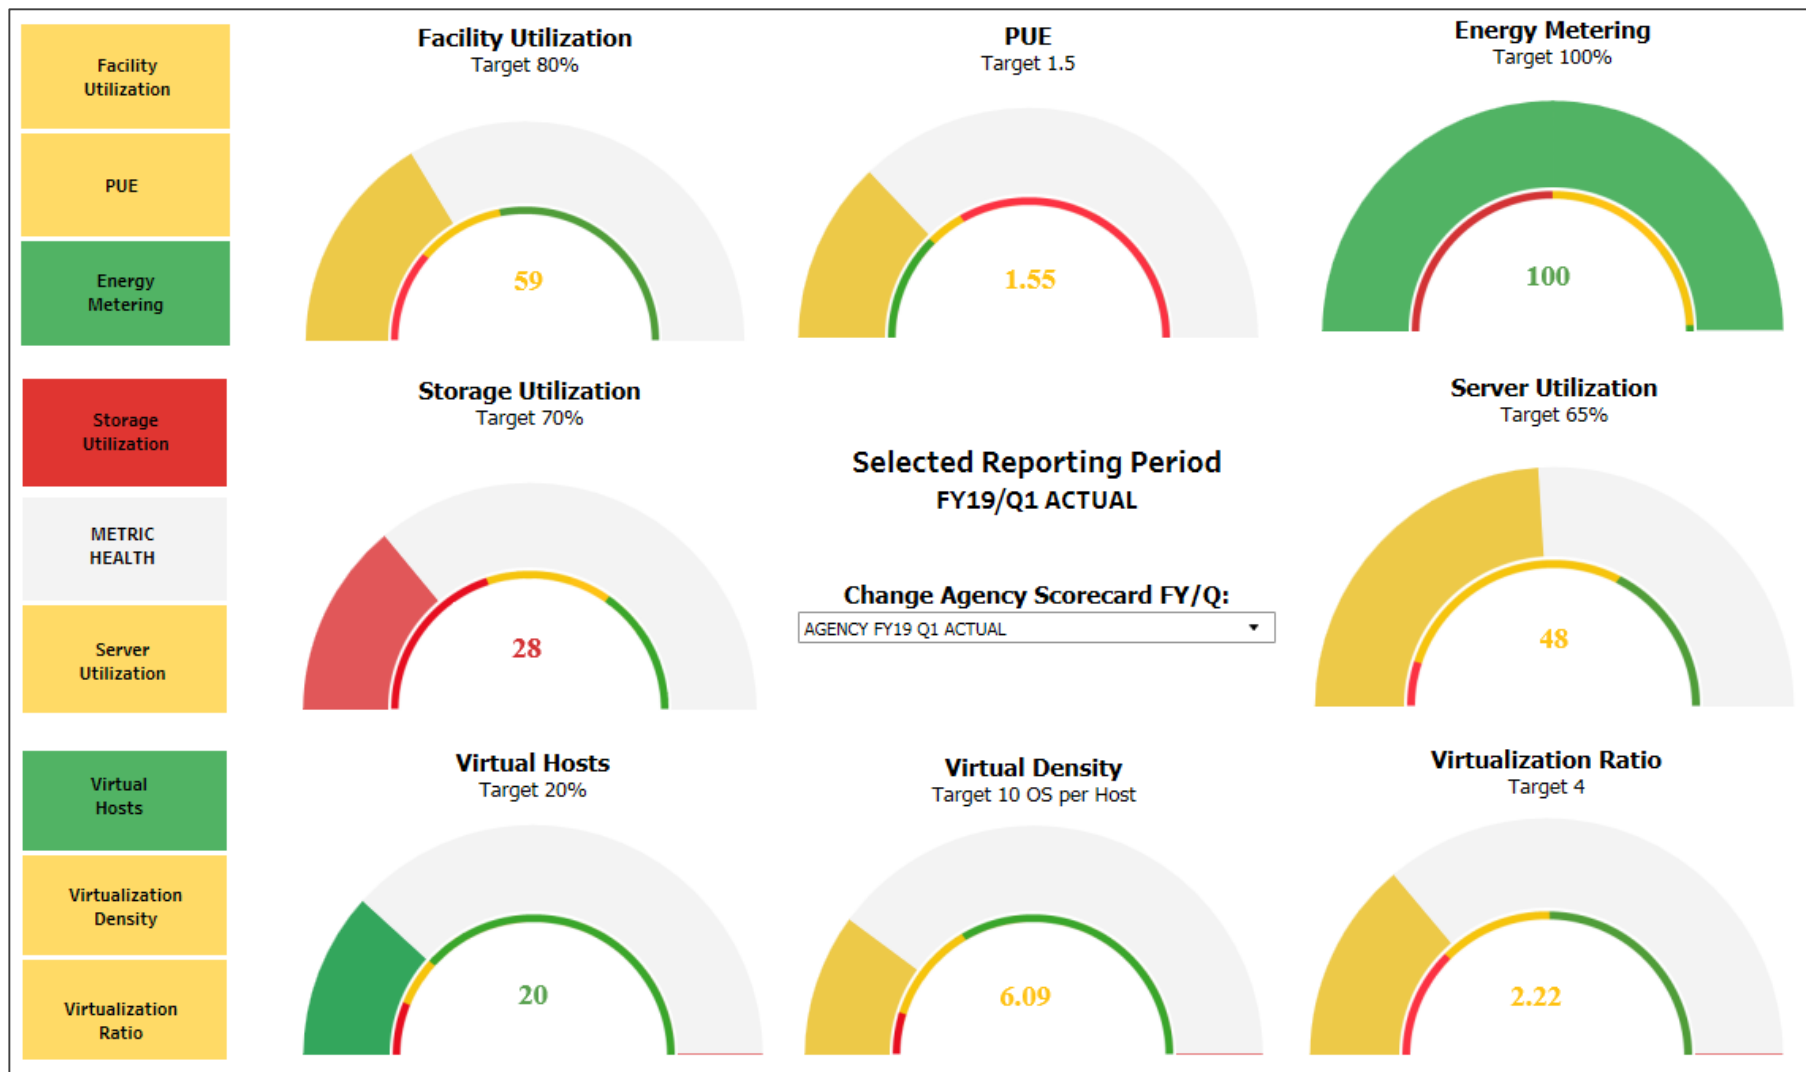 Facility
Utilization
PUE
Energy
Metering
Storage
Utilization
METRIC
HEALTH
Server
Utilization
Virtual
Hosts
Virtualization
Density
Virtualization
Ratio
Facility Utilization
Target 80%
59
PUE
Target 1.5
1.55
Energy Metering
Target 100%
100
Storage Utilization
Target 70%
28
Selected Reporting Period
FY19/Q1 ACTUAL
Change Agency Scorecard FY/Q:
AGENCY FY19 Q1 ACTUAL
Server Utilization
Target 65%
48
Virtual Hosts
Target 20%
20
Virtual Density
Target 10 OS per Host
6.09
Virtualization Ratio
Target 4
2.22